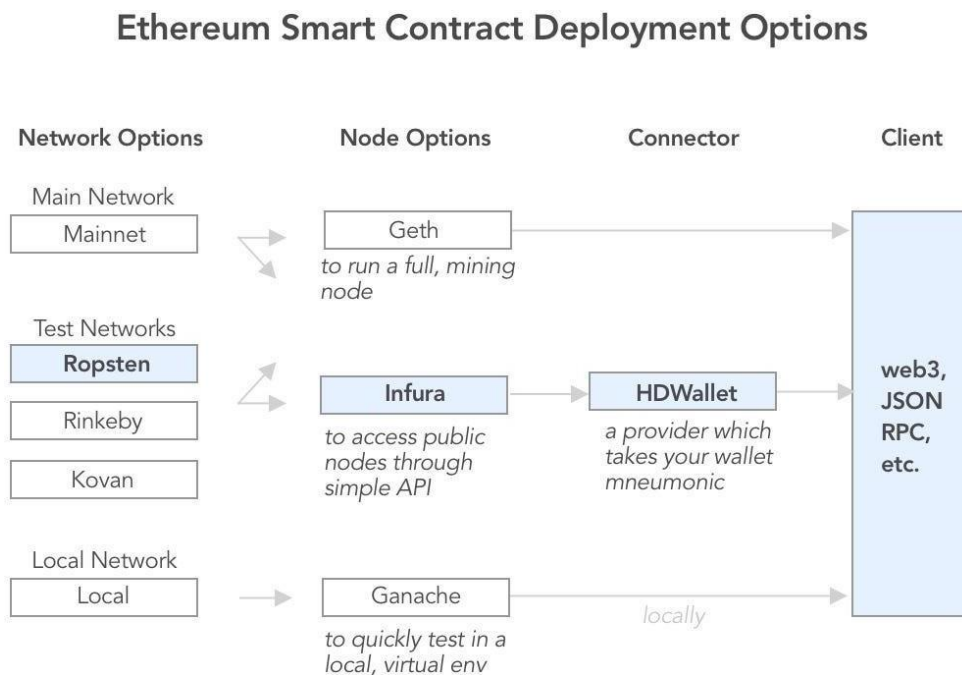 Ethereum Smart Contract Deployment Options
Network Options
Node Options
Connector
Client
Main Network
Mainnet
Geth
to run a full, mining
node
Test Networks
Ropsten
Rinkeby
Kovan
Infura
to access public
nodes through
simple API
HDWallet
a provider which
takes your wallet
mneumonic
web3,
JSON
RPC,
etc.
Local Network
Local
Ganache
to quickly test in a
local, virtual env
locally